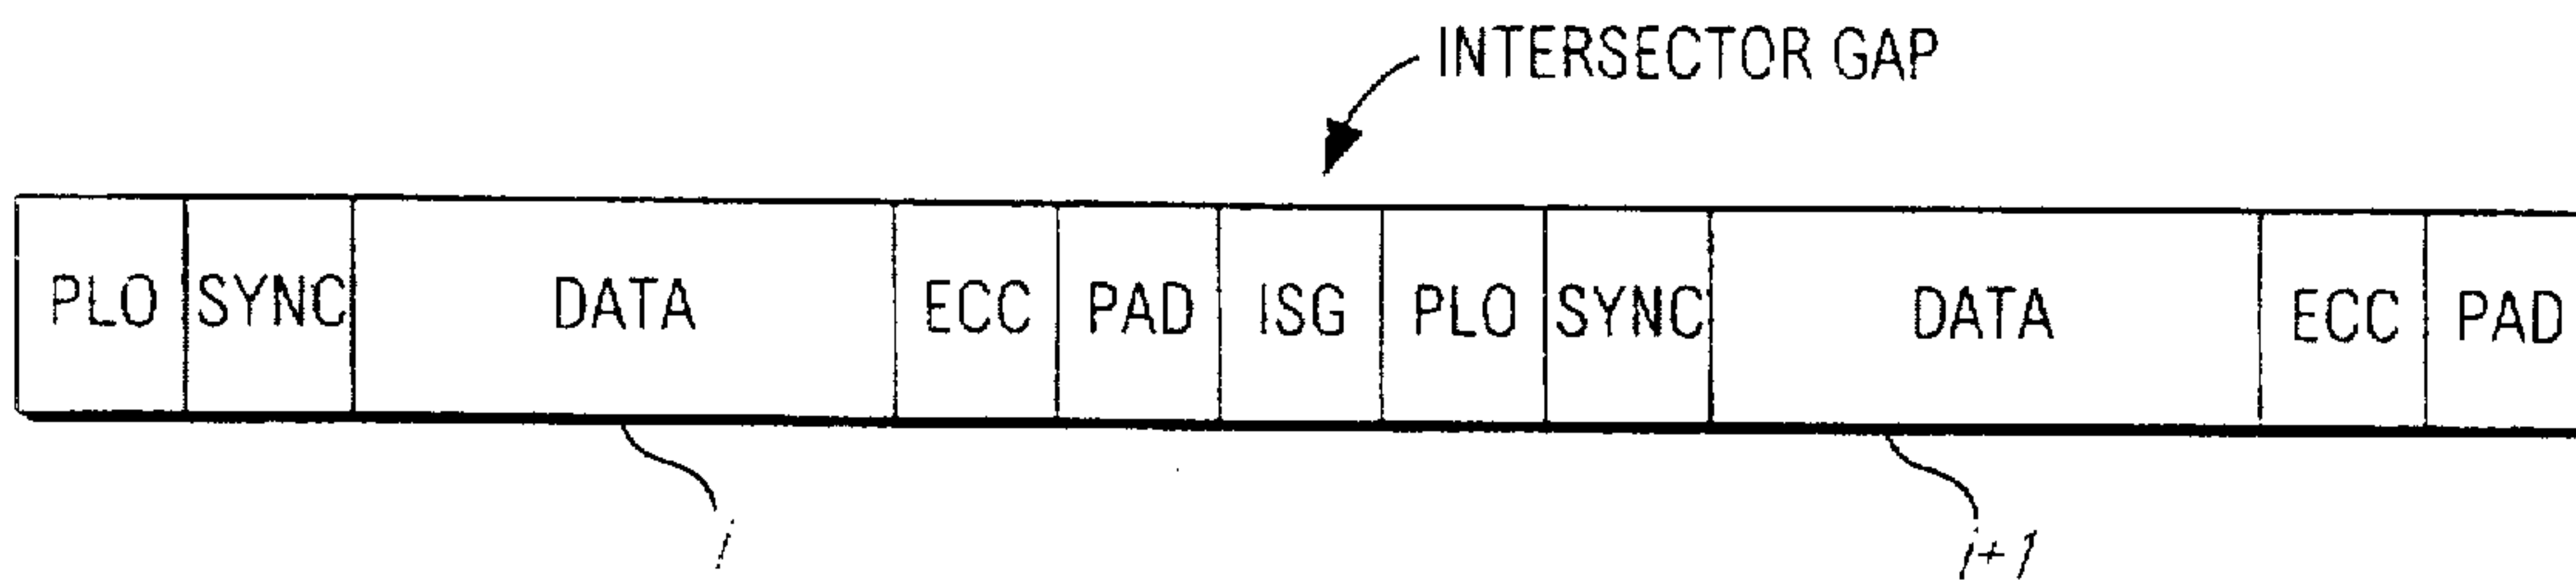 INTERSECTOR GAP
PLO SYNC DATA ECC PAD ISG PLO SYNC DATA ECC PAD
i i+1